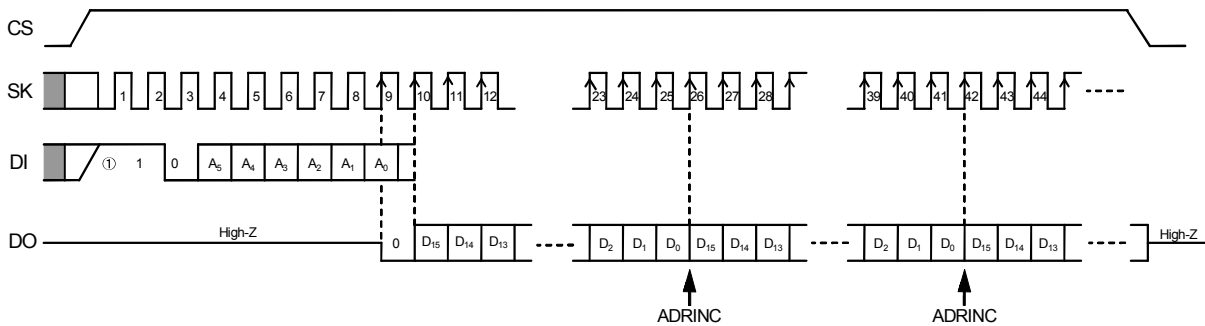 CS
SK 1 2 3 4 5 6 7 8 9 10 11 12 23 24 25 26 27 28 39 40 41 42 43 44
DI ① 1 0 A₅ A₄ A₃ A₂ A₁ A₀
DO High-Z 0 D₁₅ D₁₄ D₁₃ D₂ D₁ D₀ D₁₅ D₁₄ D₁₃ D₂ D₁ D₀ D₁₅ D₁₄ D₁₃ High-Z
ADRINC ADRINC